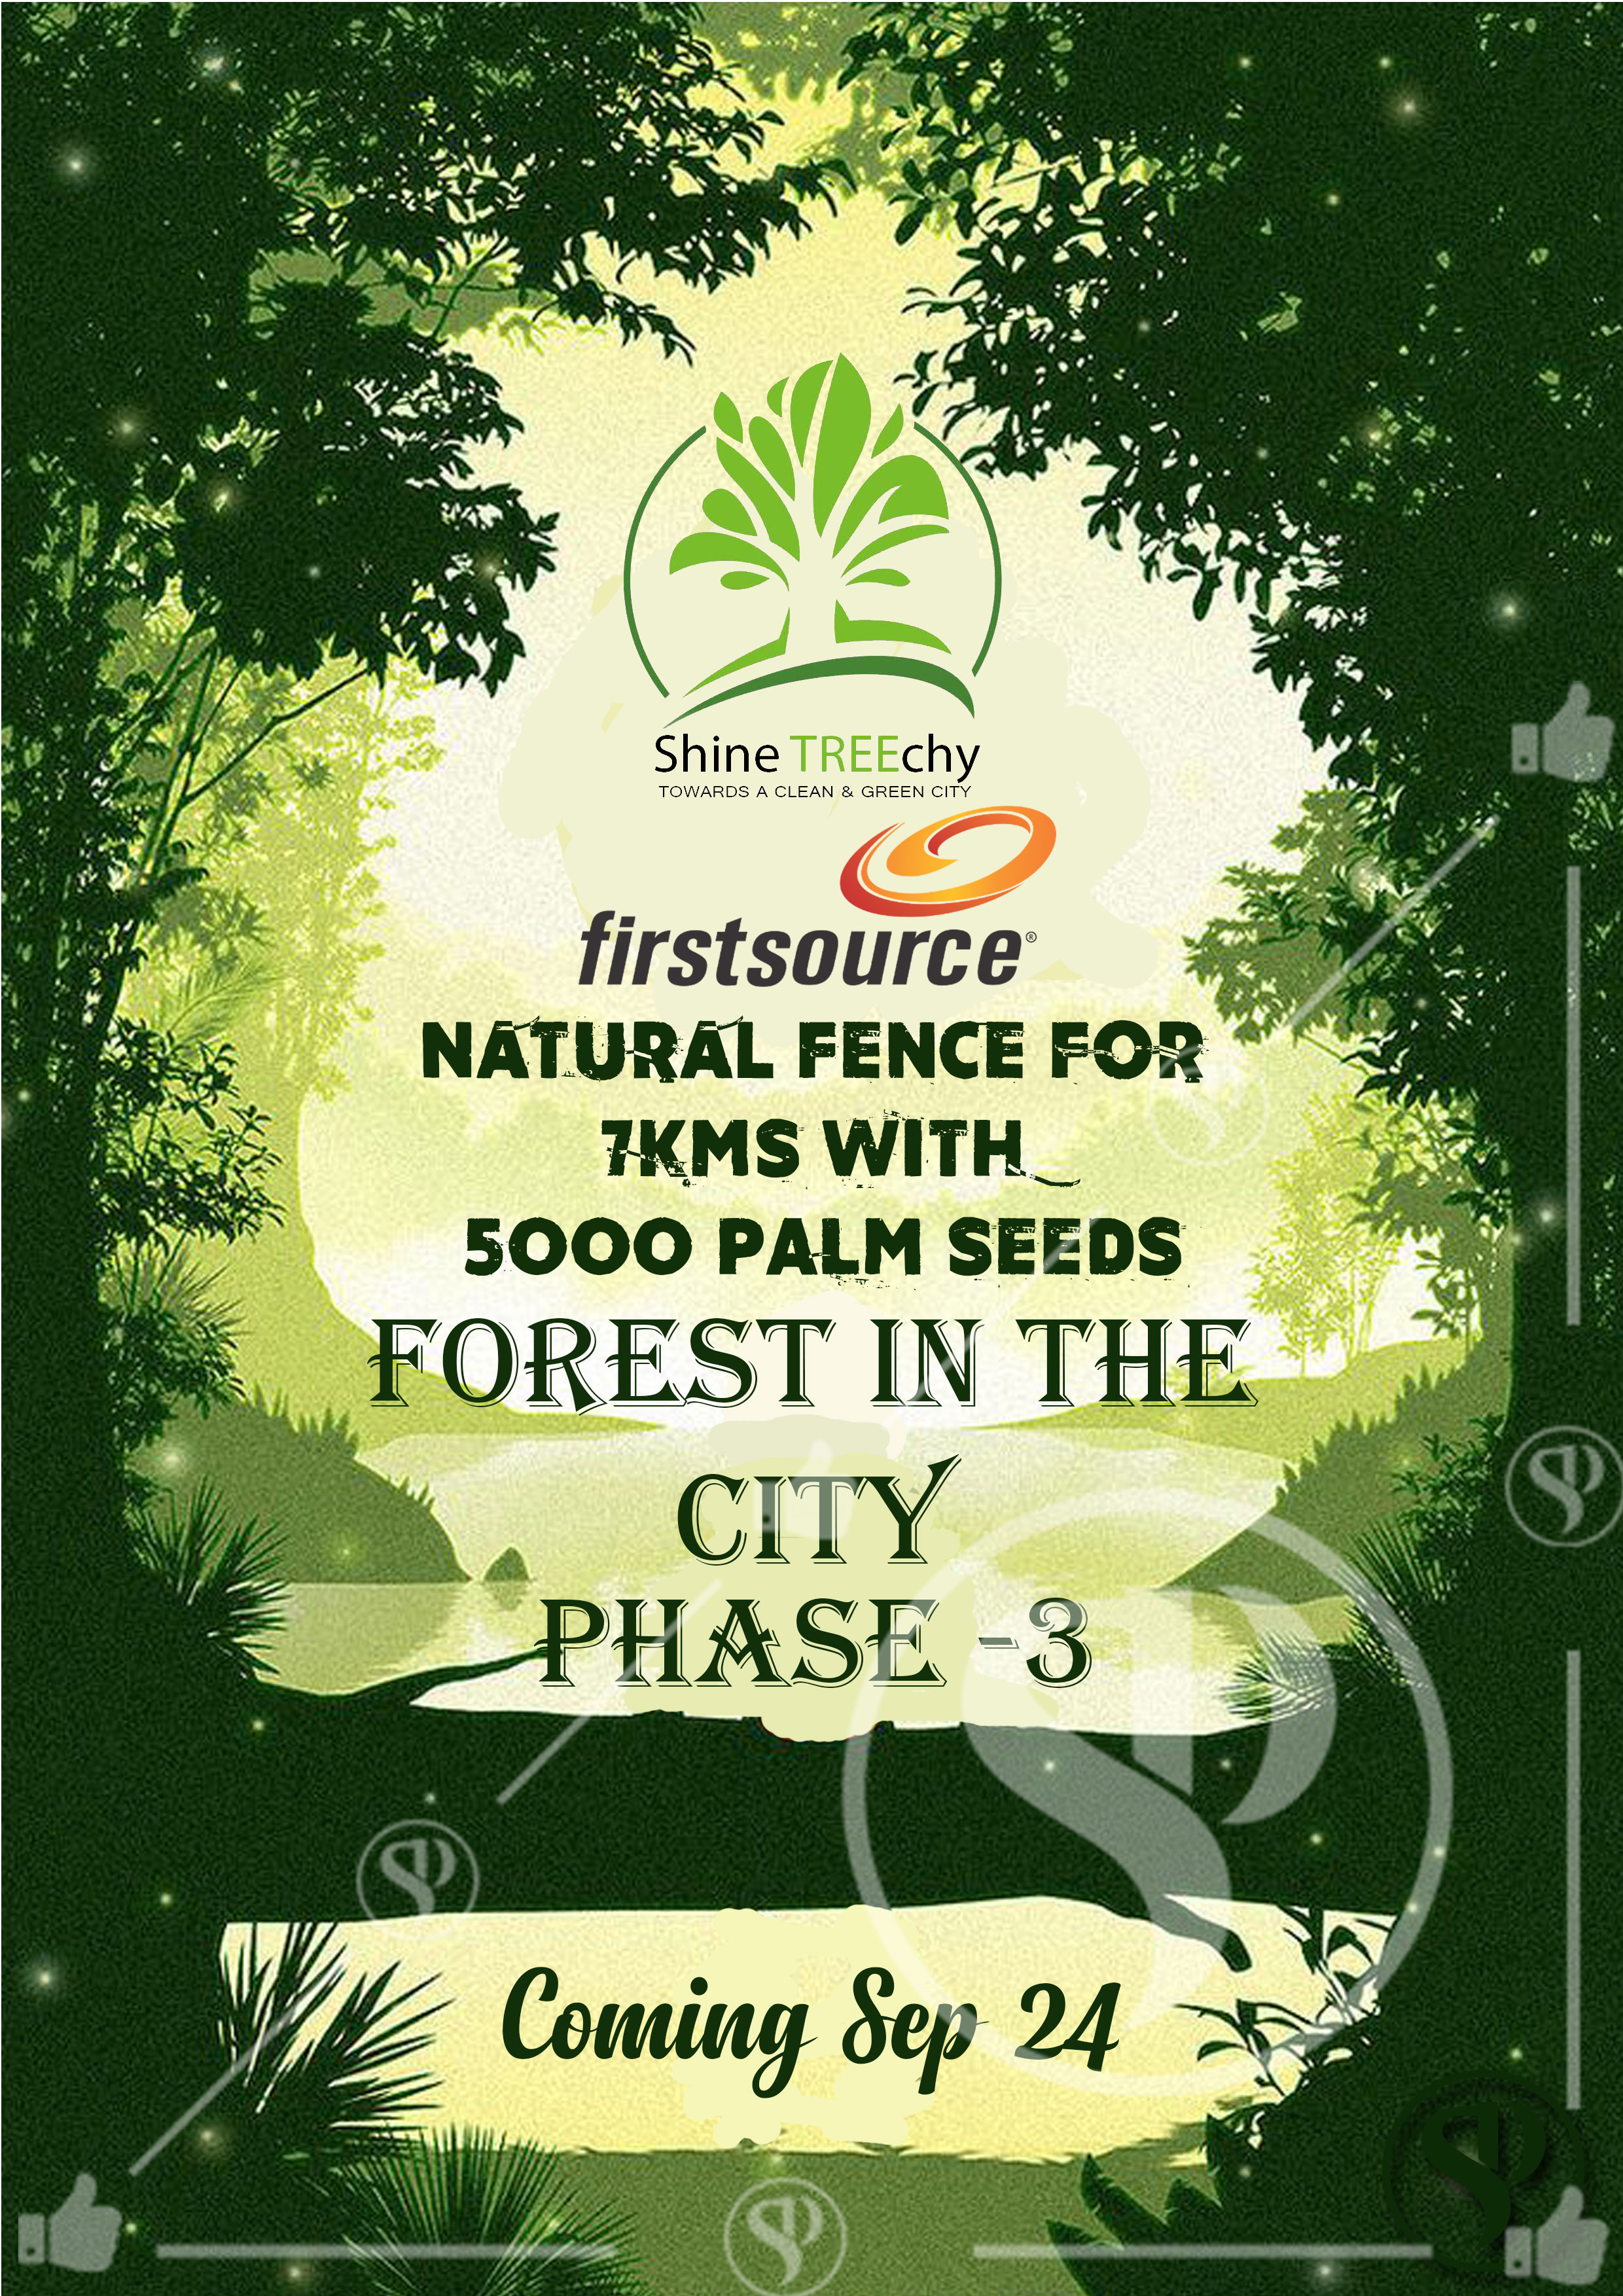 Shine TREEchy
TOWARDS A CLEAN & GREEN CITY
firstsource®
NATURAL FENCE FOR
7KMS WITH
5000 PALM SEEDS
FOREST IN THE
CITY
PHASE -3
Coming Sep 24